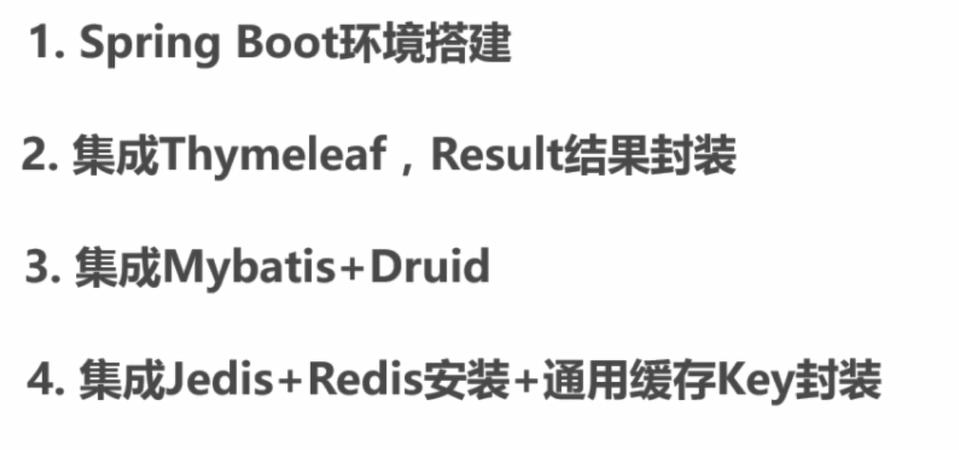 1. Spring Boot环境搭建
2. 集成Thymeleaf，Result结果封装
3. 集成Mybatis+Druid
4. 集成Jedis+Redis安装+通用缓存Key封装